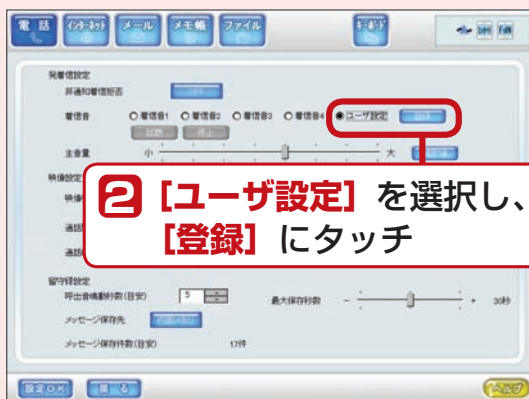 電話 インターネット メール メモ帳 ファイル キーボード
発着信設定
非通知着信拒否 OFF
着信音 着信音1 着信音2 着信音3 着信音4 ユーザ設定 登録
試聴 停止
主音量 小 大
映像設定
2 [ユーザ設定] を選択し、
[登録] にタッチ
留守録設定
呼出音鳴動秒数(目安) 5 最大保存秒数 - + 30秒
メッセージ保存先
メッセージ保存件数(目安) 17件
設定OK 戻る ヘルプ